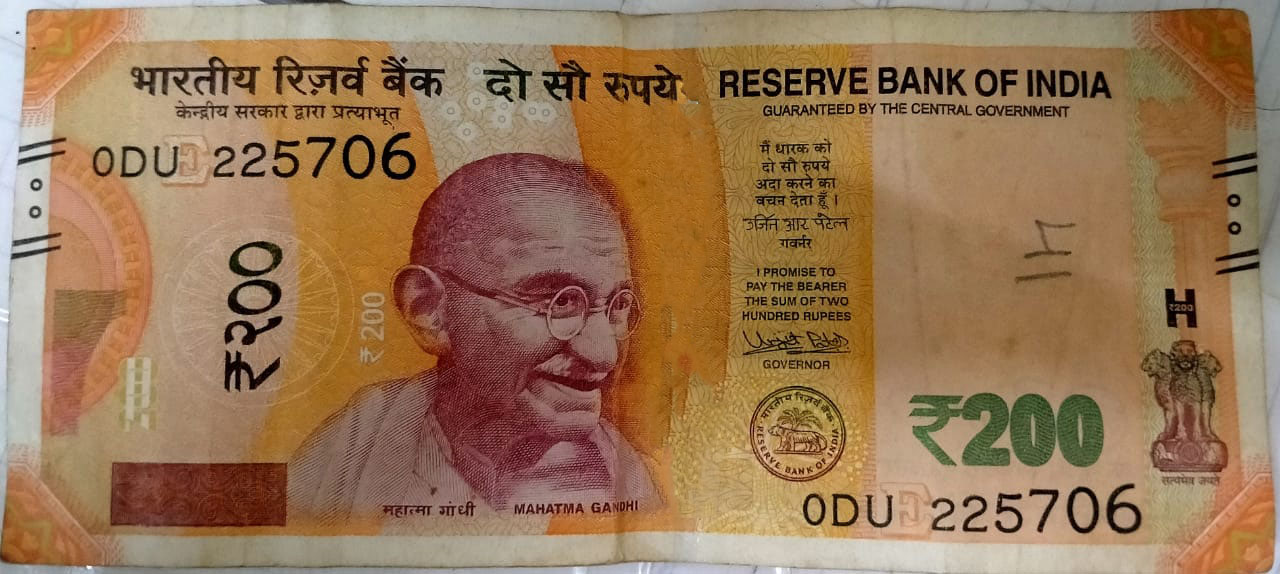 भारतीय रिज़र्व बैंक
केन्द्रीय सरकार द्वारा प्रत्याभूत
0DU 225706
दो सौ रुपये
RESERVE BANK OF INDIA
GUARANTEED BY THE CENTRAL GOVERNMENT
₹२००
₹200
मैं धारक को
दो सौ रुपये
अदा करने का
वचन देता हूँ ।
उर्जित आर पटेल
गवर्नर
I PROMISE TO
PAY THE BEARER
THE SUM OF TWO
HUNDRED RUPEES
GOVERNOR
भारतीय रिज़र्व बैंक
RESERVE BANK OF INDIA
H
₹200
₹200
सत्यमेव जयते
महात्मा गांधी
MAHATMA GANDHI
0DU 225706